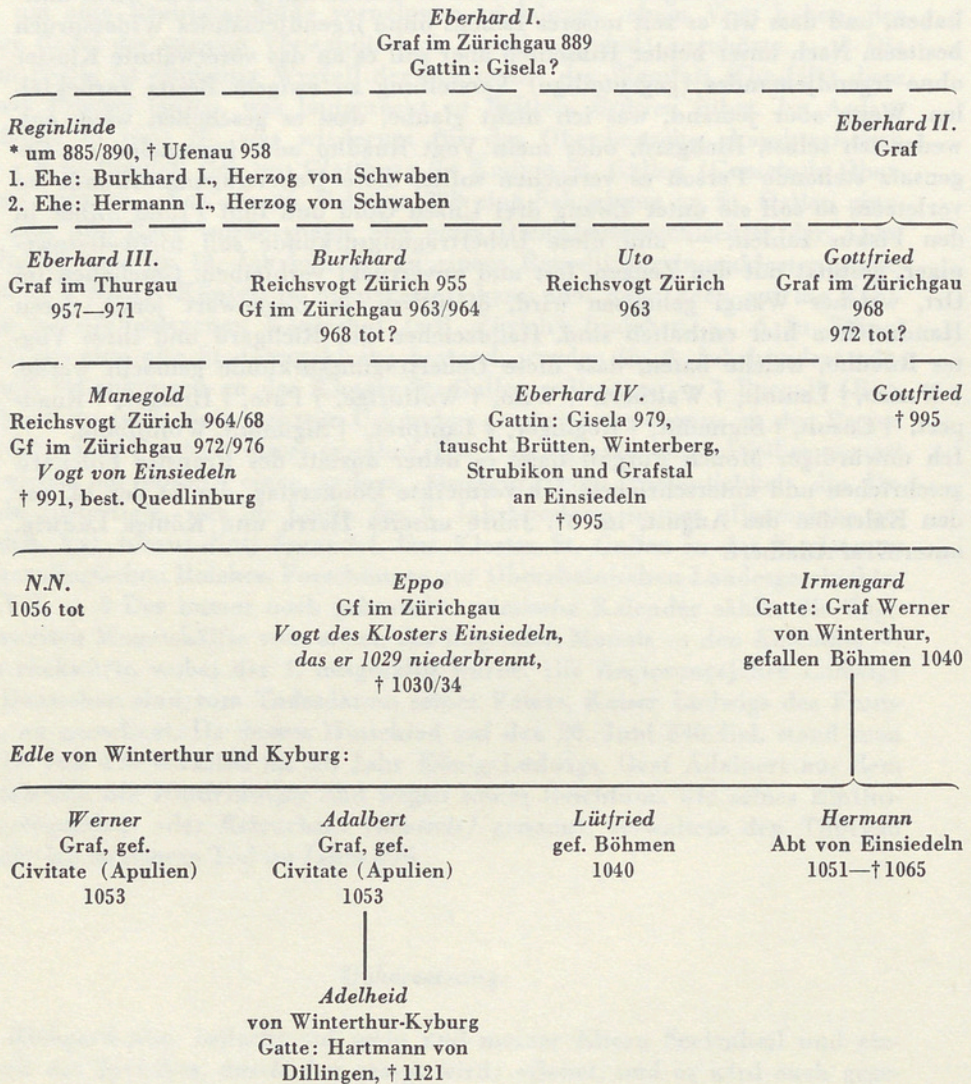 Eberhard I.
Graf im Zürichgau 889
Gattin: Gisela?
Reginlinde
* um 885/890, † Ufenau 958
1. Ehe: Burkhard I., Herzog von Schwaben
2. Ehe: Hermann I., Herzog von Schwaben
Eberhard II.
Graf
Eberhard III.
Graf im Thurgau
957—971
Burkhard
Reichsvogt Zürich 955
Gf im Zürichgau 963/964
968 tot?
Uto
Reichsvogt Zürich
963
Gottfried
Graf im Zürichgau
968
972 tot?
Manegold
Reichsvogt Zürich 964/68
Gf im Zürichgau 972/976
Vogt von Einsiedeln
† 991, best. Quedlinburg
Eberhard IV.
Gattin: Gisela 979,
tauscht Brütten, Winterberg,
Strubikon und Grafstal
an Einsiedeln
† 995
Gottfried
† 995
N.N.
1056 tot
Eppo
Gf im Zürichgau
Vogt des Klosters Einsiedeln,
das er 1029 niederbrennt,
† 1030/34
Irmengard
Gatte: Graf Werner
von Winterthur,
gefallen Böhmen 1040
Edle von Winterthur und Kyburg:
Werner
Graf, gef.
Civitate (Apulien)
1053
Adalbert
Graf, gef.
Civitate (Apulien)
1053
Lütfried
gef. Böhmen
1040
Hermann
Abt von Einsiedeln
1051—† 1065
Adelheid
von Winterthur-Kyburg
Gatte: Hartmann von
Dillingen, † 1121